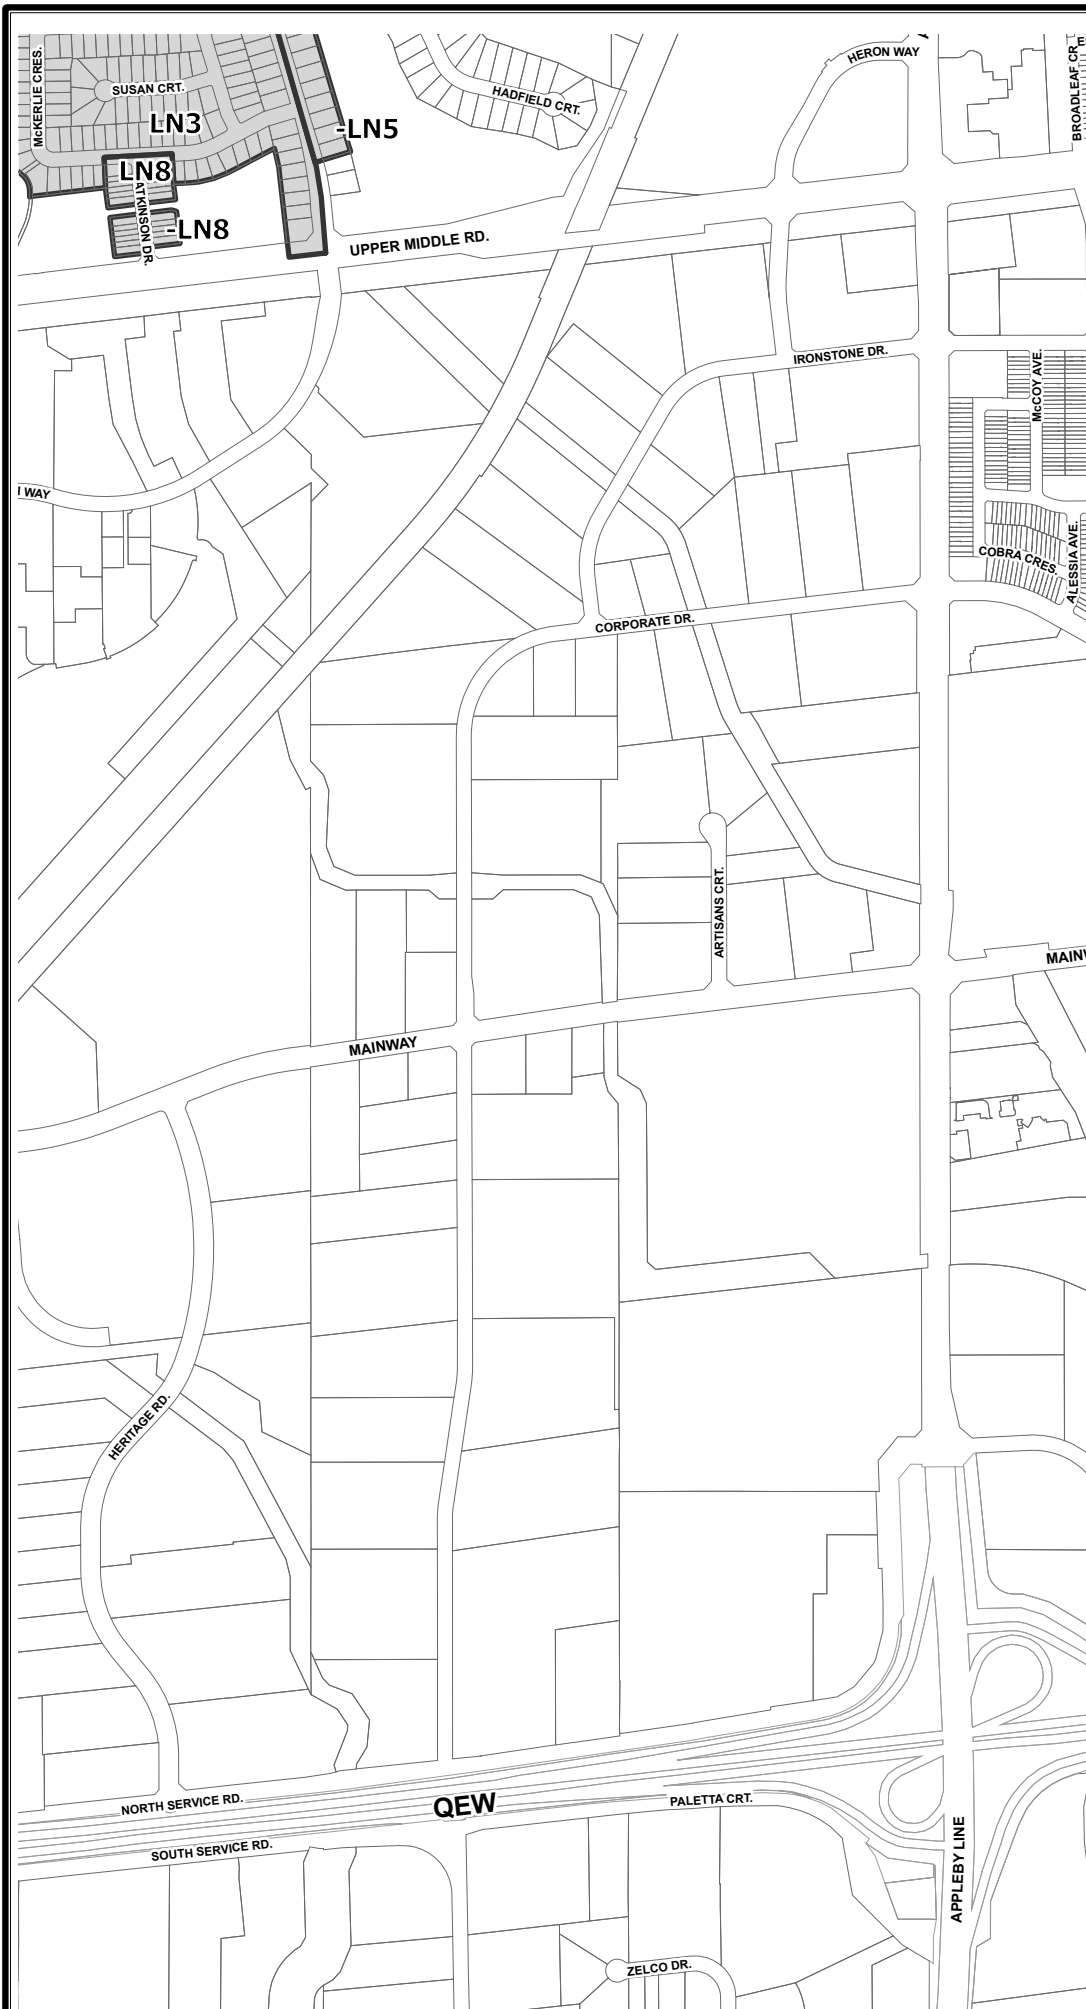 HERON WAY
McKERLIE CRES.
BROADLEAF CR
SUSAN CRT.
HADFIELD CRT.
LN3
-LN5
LN8
ATKINSON DR.
-LN8
UPPER MIDDLE RD.
IRONSTONE DR.
McCOY AVE.
WAY
COBRA CRES.
ALESSIA AVE.
CORPORATE DR.
ARTISANS CRT.
MAINWAY
MAINW
HERITAGE RD.
NORTH SERVICE RD.
QEW
PALETTA CRT.
SOUTH SERVICE RD.
APPLEBY LINE
ZELCO DR.